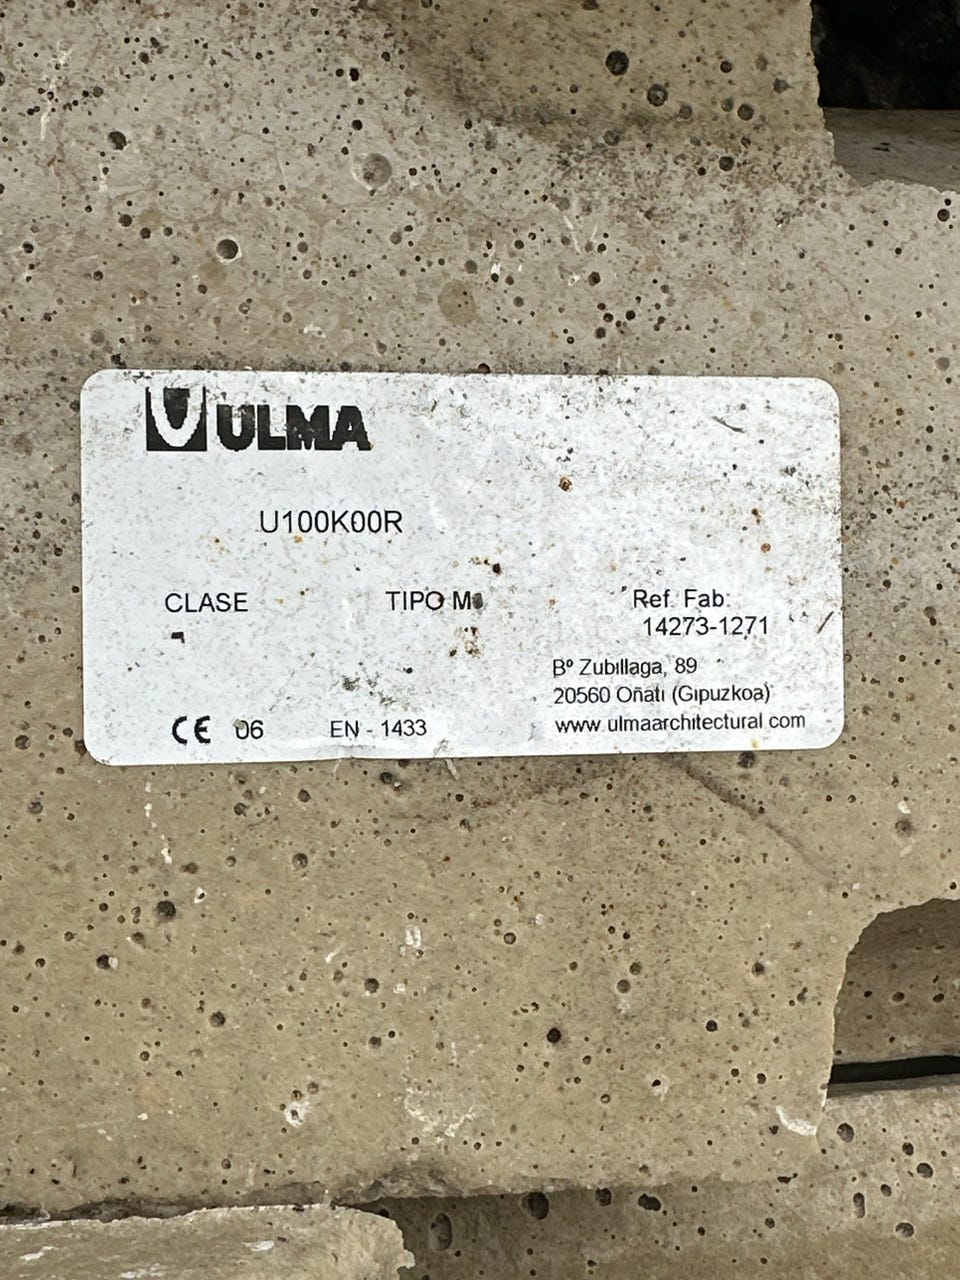 ULMA
U100K00R
CLASE TIPO M
Ref. Fab:
14273-1271
Bº Zubillaga, 89
20560 Oñati (Gipuzkoa)
www.ulmaarchitectural.com
CE 06 EN - 1433